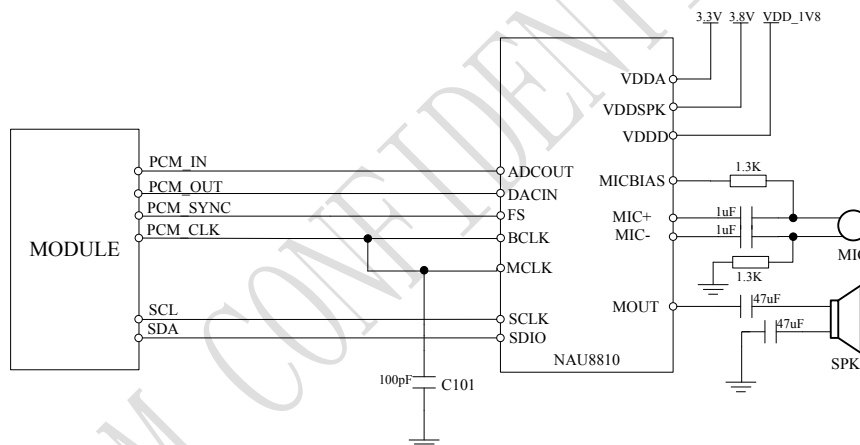 3.3V 3.8V VDD_1V8
VDDA
VDDSPK
VDDD
PCM_IN
ADCOUT
MICBIAS
1.3K
PCM_OUT
DACIN
PCM_SYNC
FS
MIC+
1uF
PCM_CLK
BCLK
MIC-
1uF
MODULE
MIC
MCLK
1.3K
SCL
SCLK
MOUT
47uF
SDA
SDIO
47uF
NAU8810
SPK
100pF
C101
M CONFIDENT